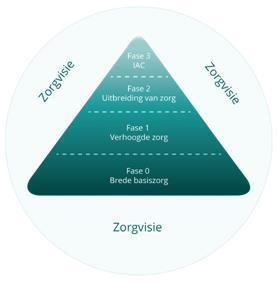 Zorgvisie
Zorgvisie
Fase 3
IAC
Fase 2
Uitbreiding van zorg
Fase 1
Verhoogde zorg
Fase 0
Brede basiszorg
Zorgvisie